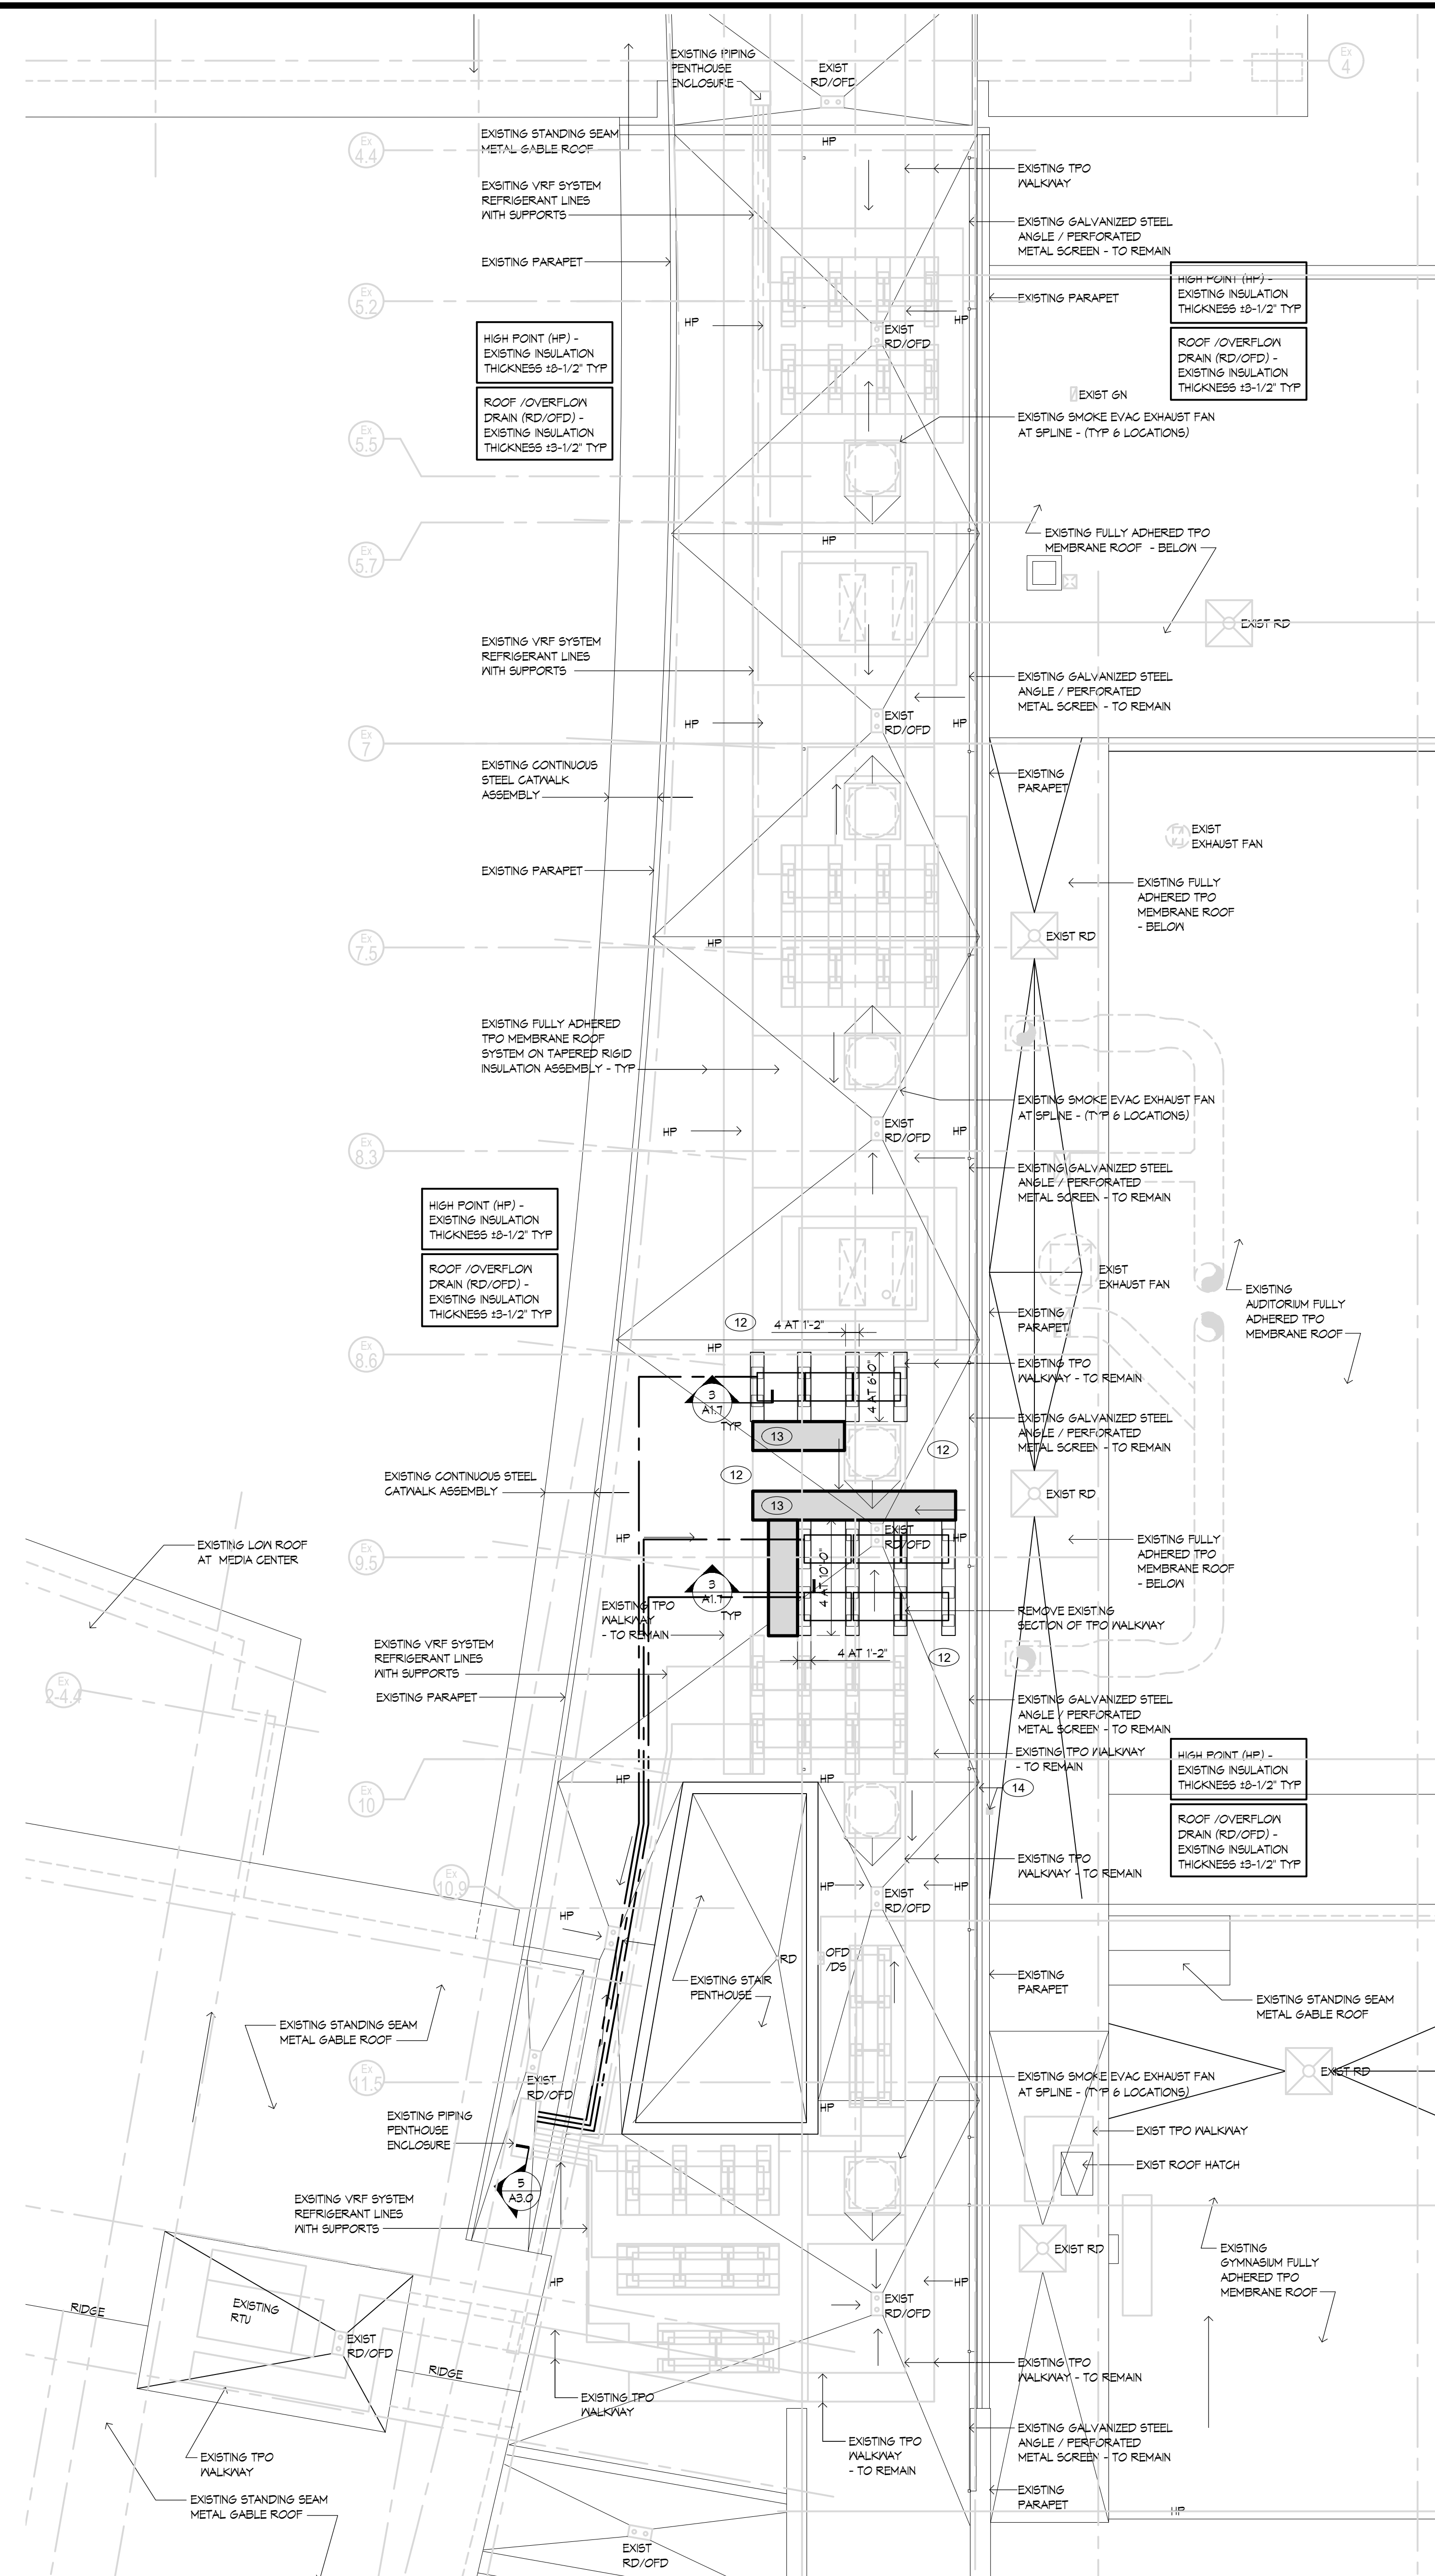 Ex
4
EXISTING PIPING
PENTHOUSE
ENCLOSURE
EXIST
RD/OFD
EXISTING STANDING SEAM
METAL GABLE ROOF
Ex
4.4
HP
EXISTING TPO
WALKWAY
EXSITING VRF SYSTEM
REFRIGERANT LINES
WITH SUPPORTS
EXISTING GALVANIZED STEEL
ANGLE / PERFORATED
METAL SCREEN - TO REMAIN
EXISTING PARAPET
Ex
5.2
EXISTING PARAPET
HIGH POINT (HP) -
EXISTING INSULATION
THICKNESS ±8-1/2" TYP
ROOF /OVERFLOW
DRAIN (RD/OFD) -
EXISTING INSULATION
THICKNESS ±3-1/2" TYP
HP
HP
EXIST
RD/OFD
HIGH POINT (HP) -
EXISTING INSULATION
THICKNESS ±8-1/2" TYP
ROOF /OVERFLOW
DRAIN (RD/OFD) -
EXISTING INSULATION
THICKNESS ±3-1/2" TYP
EXIST GN
Ex
5.5
EXISTING SMOKE EVAC EXHAUST FAN
AT SPLINE - (TYP 6 LOCATIONS)
Ex
5.7
HP
EXISTING FULLY ADHERED TPO
MEMBRANE ROOF - BELOW
EXIST RD
EXISTING VRF SYSTEM
REFRIGERANT LINES
WITH SUPPORTS
EXISTING GALVANIZED STEEL
ANGLE / PERFORATED
METAL SCREEN - TO REMAIN
HP
EXIST
RD/OFD
HP
Ex
7
EXISTING CONTINUOUS
STEEL CATWALK
ASSEMBLY
EXISTING
PARAPET
EXIST
EXHAUST FAN
EXISTING PARAPET
EXISTING FULLY
ADHERED TPO
MEMBRANE ROOF
- BELOW
Ex
7.5
HP
EXIST RD
EXISTING FULLY ADHERED
TPO MEMBRANE ROOF
SYSTEM ON TAPERED RIGID
INSULATION ASSEMBLY - TYP
EXISTING SMOKE EVAC EXHAUST FAN
AT SPLINE - (TYP 6 LOCATIONS)
HP
EXIST
RD/OFD
HP
Ex
8.3
EXISTING GALVANIZED STEEL
ANGLE / PERFORATED
METAL SCREEN - TO REMAIN
HIGH POINT (HP) -
EXISTING INSULATION
THICKNESS ±8-1/2" TYP
ROOF /OVERFLOW
DRAIN (RD/OFD) -
EXISTING INSULATION
THICKNESS ±3-1/2" TYP
EXIST
EXHAUST FAN
EXISTING
AUDITORIUM FULLY
ADHERED TPO
MEMBRANE ROOF
EXISTING
PARAPET
12
4 AT 1'-2"
Ex
8.6
HP
EXISTING TPO
WALKWAY - TO REMAIN
3
A1.7
TYP
4 AT 6'-0"
EXISTING GALVANIZED STEEL
ANGLE / PERFORATED
METAL SCREEN - TO REMAIN
13
12
EXISTING CONTINUOUS STEEL
CATWALK ASSEMBLY
12
13
EXIST RD
EXISTING LOW ROOF
AT MEDIA CENTER
HP
EXIST
RD/OFD
HP
EXISTING FULLY
ADHERED TPO
MEMBRANE ROOF
- BELOW
Ex
9.5
3
A1.7
TYP
4 AT 10'-0"
EXISTING TPO
WALKWAY
- TO REMAIN
REMOVE EXISTING
SECTION OF TPO WALKWAY
EXISTING VRF SYSTEM
REFRIGERANT LINES
WITH SUPPORTS
4 AT 1'-2"
12
Ex
2-4.4
EXISTING PARAPET
EXISTING GALVANIZED STEEL
ANGLE / PERFORATED
METAL SCREEN - TO REMAIN
EXISTING TPO WALKWAY
- TO REMAIN
HIGH POINT (HP) -
EXISTING INSULATION
THICKNESS ±8-1/2" TYP
ROOF /OVERFLOW
DRAIN (RD/OFD) -
EXISTING INSULATION
THICKNESS ±3-1/2" TYP
HP
HP
14
Ex
10
EXISTING TPO
WALKWAY - TO REMAIN
Ex
10.9
HP
HP
EXIST
RD/OFD
HP
RD
OFD
/DS
EXISTING STAIR
PENTHOUSE
EXISTING
PARAPET
EXISTING STANDING SEAM
METAL GABLE ROOF
EXISTING STANDING SEAM
METAL GABLE ROOF
Ex
11.5
EXIST
RD/OFD
EXISTING SMOKE EVAC EXHAUST FAN
AT SPLINE - (TYP 6 LOCATIONS)
EXIST RD
HP
EXISTING PIPING
PENTHOUSE
ENCLOSURE
EXIST TPO WALKWAY
EXIST ROOF HATCH
5
A3.0
EXSITING VRF SYSTEM
REFRIGERANT LINES
WITH SUPPORTS
EXIST RD
EXISTING
GYMNASIUM FULLY
ADHERED TPO
MEMBRANE ROOF
HP
HP
EXIST
RD/OFD
RIDGE
EXISTING
RTU
EXIST
RD/OFD
RIDGE
EXISTING TPO
WALKWAY - TO REMAIN
EXISTING TPO
WALKWAY
EXISTING GALVANIZED STEEL
ANGLE / PERFORATED
METAL SCREEN - TO REMAIN
EXISTING TPO
WALKWAY
- TO REMAIN
EXISTING TPO
WALKWAY
EXISTING
PARAPET
EXISTING STANDING SEAM
METAL GABLE ROOF
HP
EXIST
RD/OFD